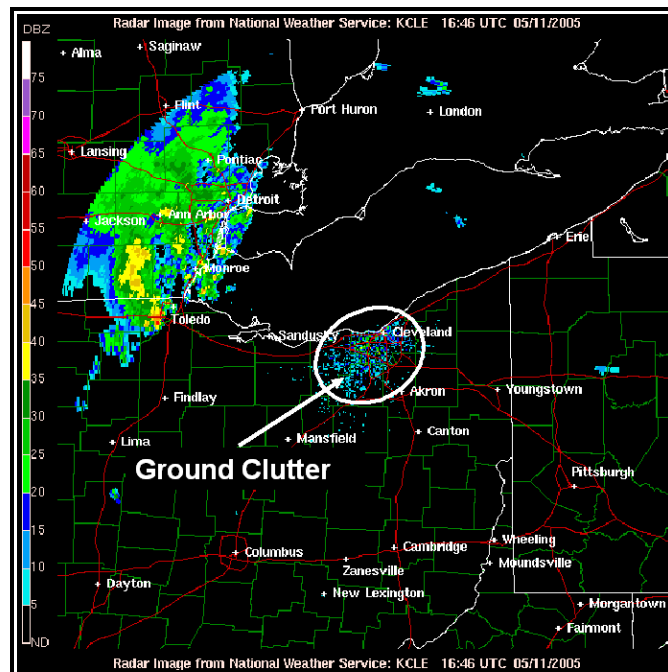 Radar Image from National Weather Service: KCLE 16:46 UTC 05/11/2005
DBZ
75
70
65
60
55
50
45
40
35
30
25
20
15
10
5
ND
Alma
Saginaw
Flint
Port Huron
London
Lansing
Pontiac
Detroit
Jackson
Ann Arbor
Erie
Monroe
Toledo
Sandusky
Cleveland
Findlay
Akron
Youngstown
Lima
Mansfield
Canton
Ground Clutter
Pittsburgh
Columbus
Cambridge
Wheeling
Zanesville
Moundsville
Dayton
New Lexington
Morgantown
Fairmont
Radar Image from National Weather Service: KCLE 16:46 UTC 05/11/2005